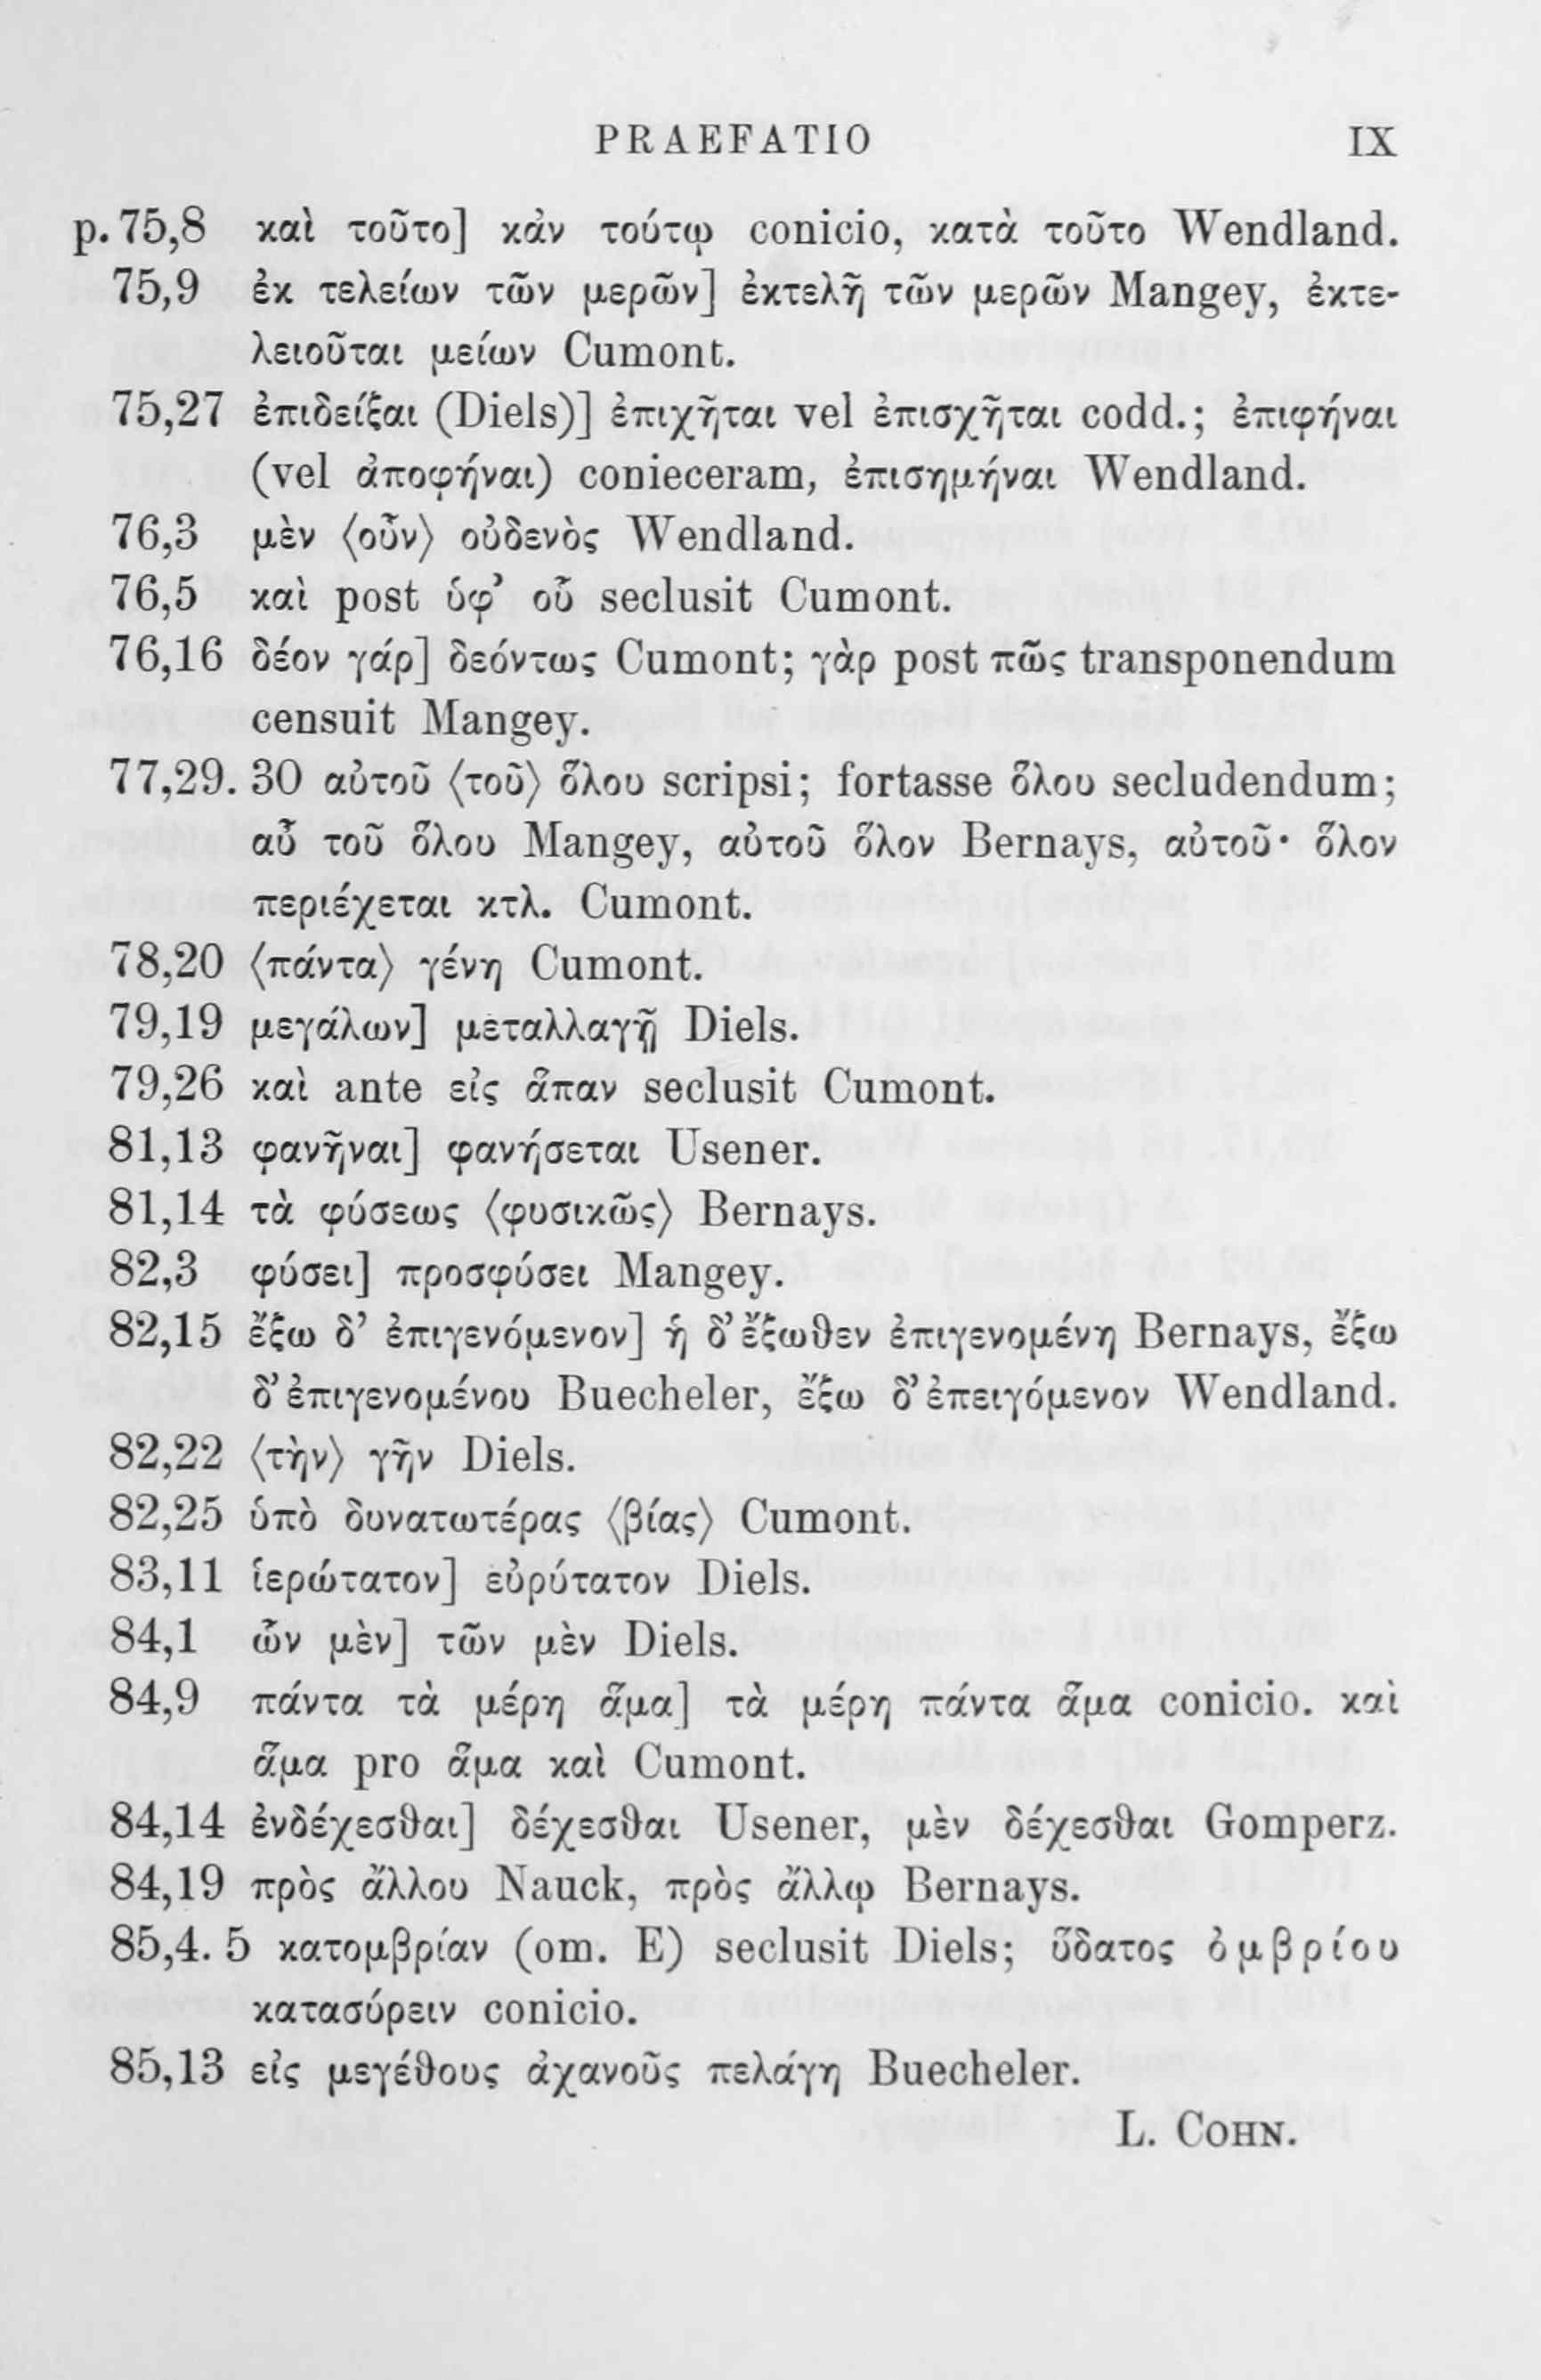 PRAEFATIO IX
p. 75,8 καὶ τοῦτο] κἀν τούτῳ conicio, κατὰ τοῦτο Wendland.
75,9 ἐκ τελείων τῶν μερῶν] ἐκτελῆ τῶν μερῶν Mangey, ἐκτε-
λειοῦται μείων Cumont.
75,27 ἐπιδείξαι (Diels)] ἐπιχῆται vel ἐπισχῆται codd.; ἐπιφήναι
(vel ἀποφήναι) conieceram, ἐπισημήναι Wendland.
76,3 μὲν ⟨οὖν⟩ οὐδενὸς Wendland.
76,5 καὶ post ὑφ’ οὗ seclusit Cumont.
76,16 δέον γάρ] δεόντως Cumont; γὰρ post πῶς transponendum
censuit Mangey.
77,29. 30 αὐτοῦ ⟨τοῦ⟩ ὅλου scripsi; fortasse ὅλου secludendum;
αὖ τοῦ ὅλου Mangey, αὐτοῦ ὅλον Bernays, αὐτοῦ· ὅλον
περιέχεται κτλ. Cumont.
78,20 ⟨πάντα⟩ γένη Cumont.
79,19 μεγάλων] μεταλλαγῇ Diels.
79,26 καὶ ante εἰς ἅπαν seclusit Cumont.
81,13 φανῆναι] φανήσεται Usener.
81,14 τὰ φύσεως ⟨φυσικῶς⟩ Bernays.
82,3 φύσει] προσφύσει Mangey.
82,15 ἔξω δ’ ἐπιγενόμενον] ἡ δ’ ἔξωθεν ἐπιγενομένη Bernays, ἔξω
δ’ ἐπιγενομένου Buecheler, ἔξω δ’ ἐπειγόμενον Wendland.
82,22 ⟨τὴν⟩ γῆν Diels.
82,25 ὑπὸ δυνατωτέρας ⟨βίας⟩ Cumont.
83,11 ἱερώτατον] εὐρύτατον Diels.
84,1 ὧν μὲν] τῶν μὲν Diels.
84,9 πάντα τὰ μέρη ἅμα] τὰ μέρη πάντα ἅμα conicio. καὶ
ἅμα pro ἅμα καὶ Cumont.
84,14 ἐνδέχεσθαι] δέχεσθαι Usener, μὲν δέχεσθαι Gomperz.
84,19 πρὸς ἄλλου Nauck, πρὸς ἄλλῳ Bernays.
85,4. 5 κατομβρίαν (om. E) seclusit Diels; ὕδατος ὀμβρίου
κατασύρειν conicio.
85,13 εἰς μεγέθους ἀχανοῦς πελάγη Buecheler.
L. COHN.